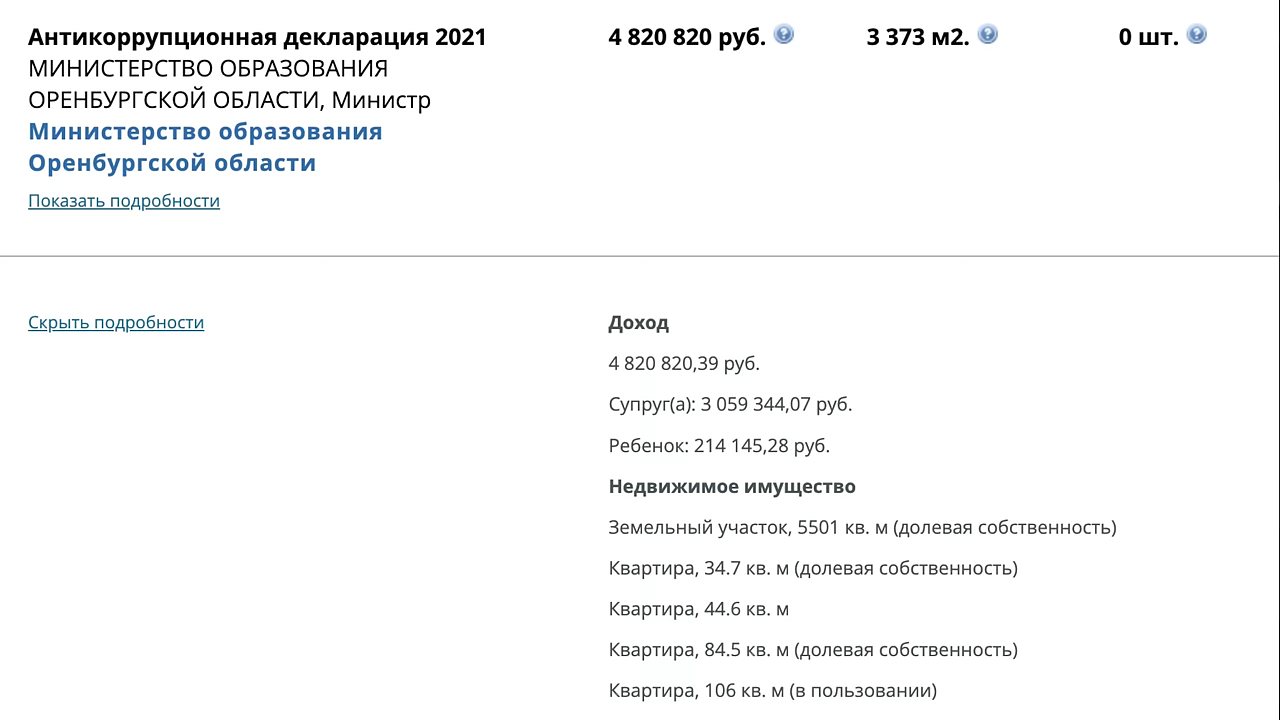 Антикоррупционная декларация 2021
4 820 820 руб.
3 373 м2.
0 шт.
МИНИСТЕРСТВО ОБРАЗОВАНИЯ
ОРЕНБУРГСКОЙ ОБЛАСТИ, Министр
Министерство образования
Оренбургской области
Показать подробности
Скрыть подробности
Доход
4 820 820,39 руб.
Супруг(а): 3 059 344,07 руб.
Ребенок: 214 145,28 руб.
Недвижимое имущество
Земельный участок, 5501 кв. м (долевая собственность)
Квартира, 34.7 кв. м (долевая собственность)
Квартира, 44.6 кв. м
Квартира, 84.5 кв. м (долевая собственность)
Квартира, 106 кв. м (в пользовании)